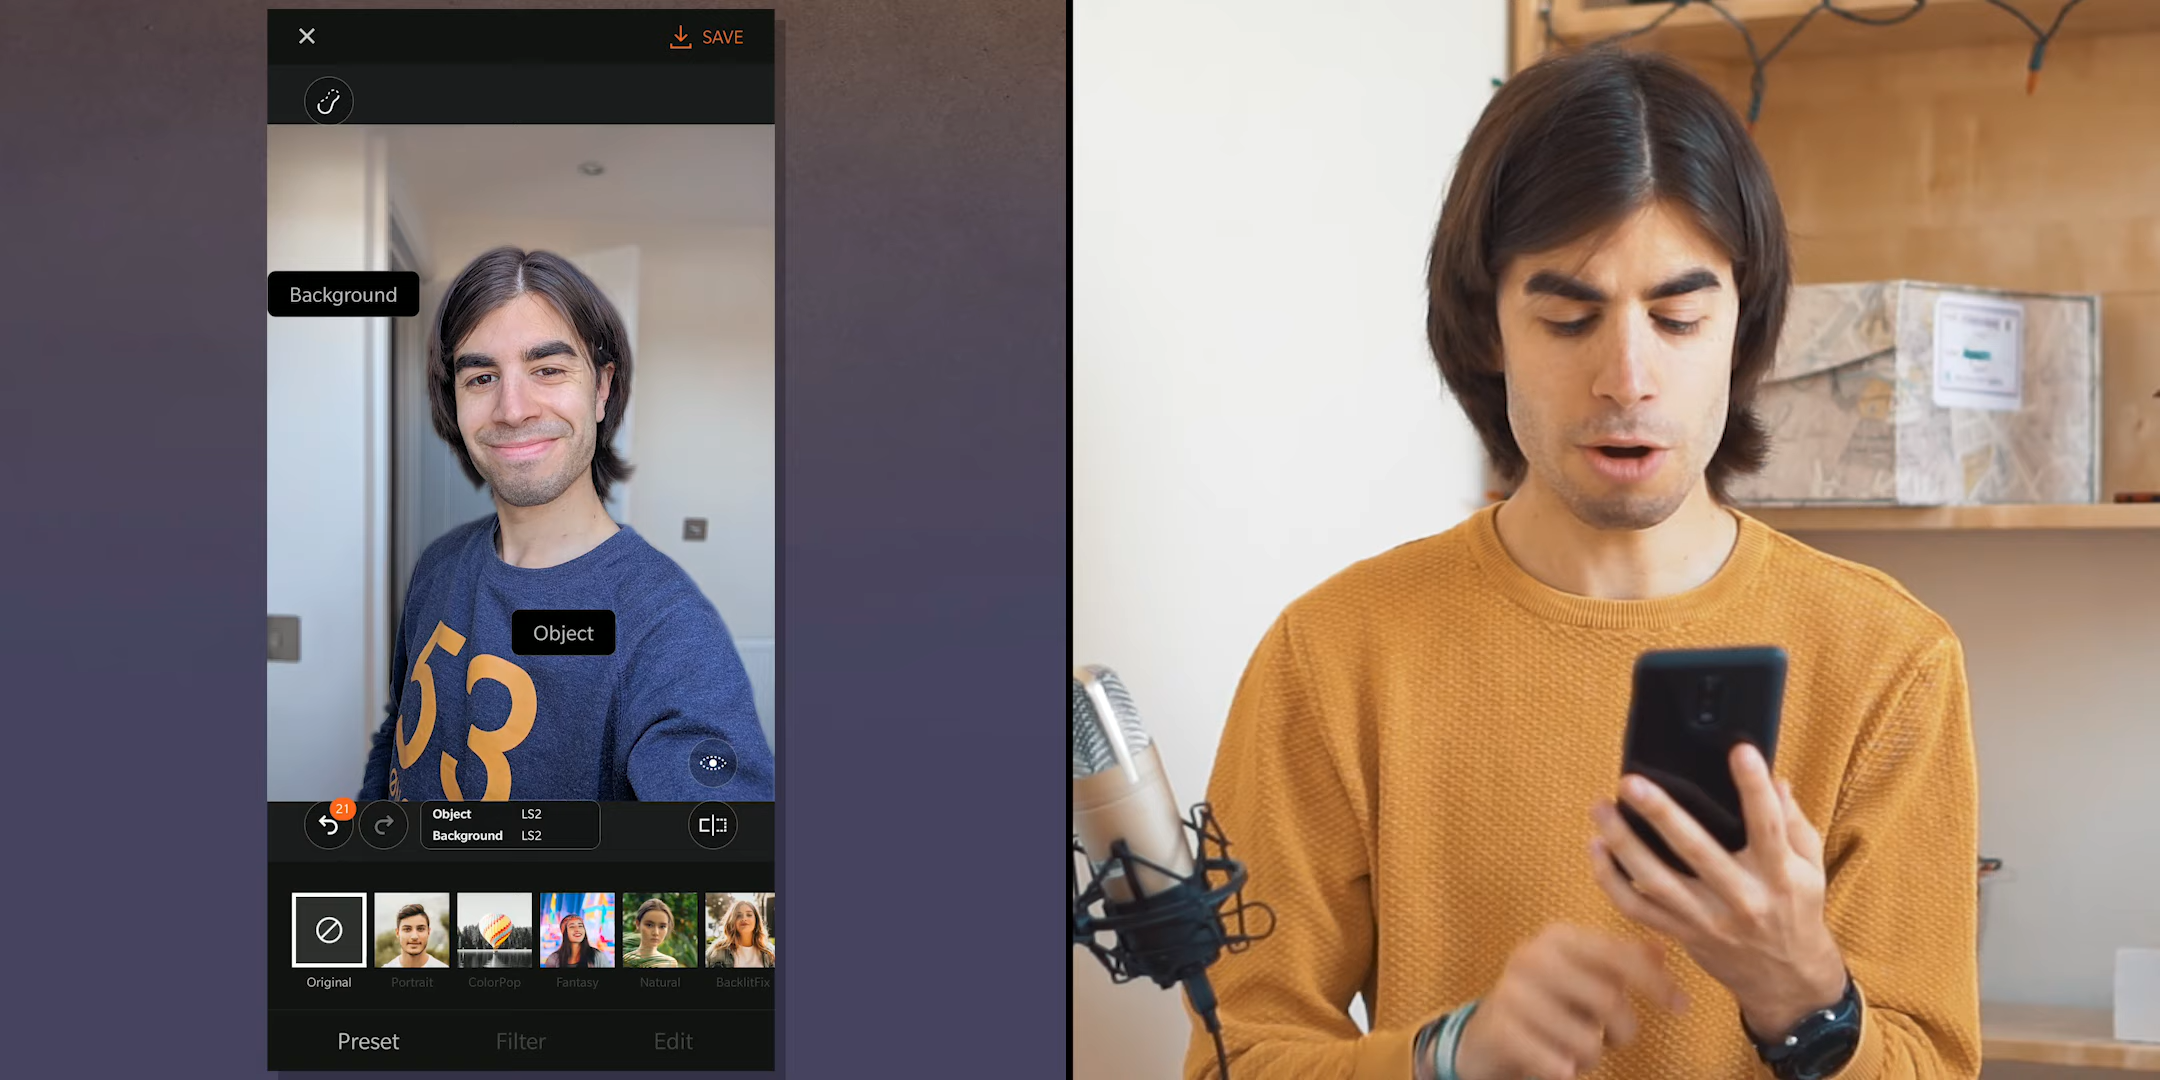 SAVE
Background
Object
53
21
Object LS2
Background LS2
Original Portrait ColorPop Fantasy Natural BacklitFix
Preset Filter Edit